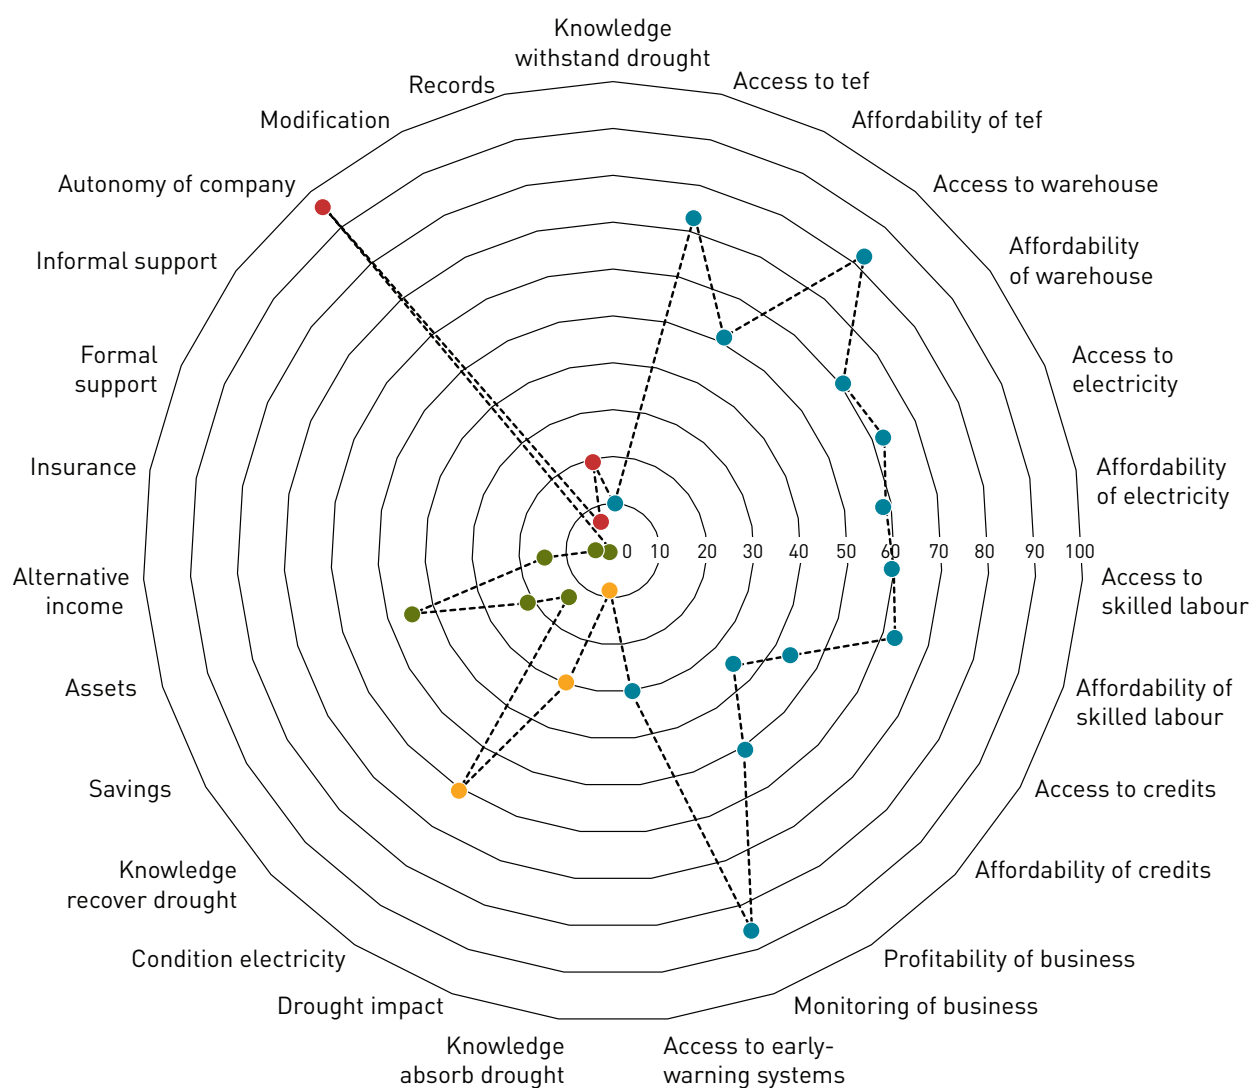 Knowledge
withstand drought
Access to tef
Affordability of tef
Access to warehouse
Affordability
of warehouse
Access to
electricity
Affordability
of electricity
Access to
skilled labour
Affordability of
skilled labour
Access to credits
Affordability of credits
Profitability of business
Monitoring of business
Access to early-
warning systems
Knowledge
absorb drought
Drought impact
Condition electricity
Knowledge
recover drought
Savings
Assets
Alternative
income
Insurance
Formal
support
Informal support
Autonomy of company
Modification
Records
0 10 20 30 40 50 60 70 80 90 100